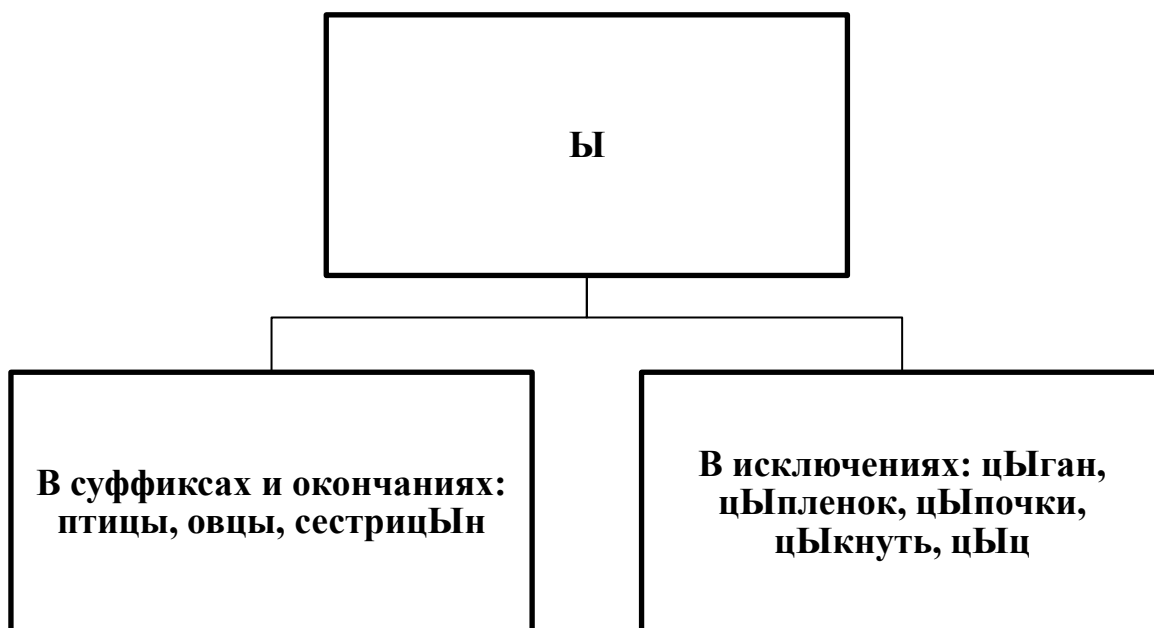 Ы
В суффиксах и окончаниях:
птицы, овцы, сестрицЫн
В исключениях: цЫган,
цЫпленок, цЫпочки,
цЫкнуть, цЫц